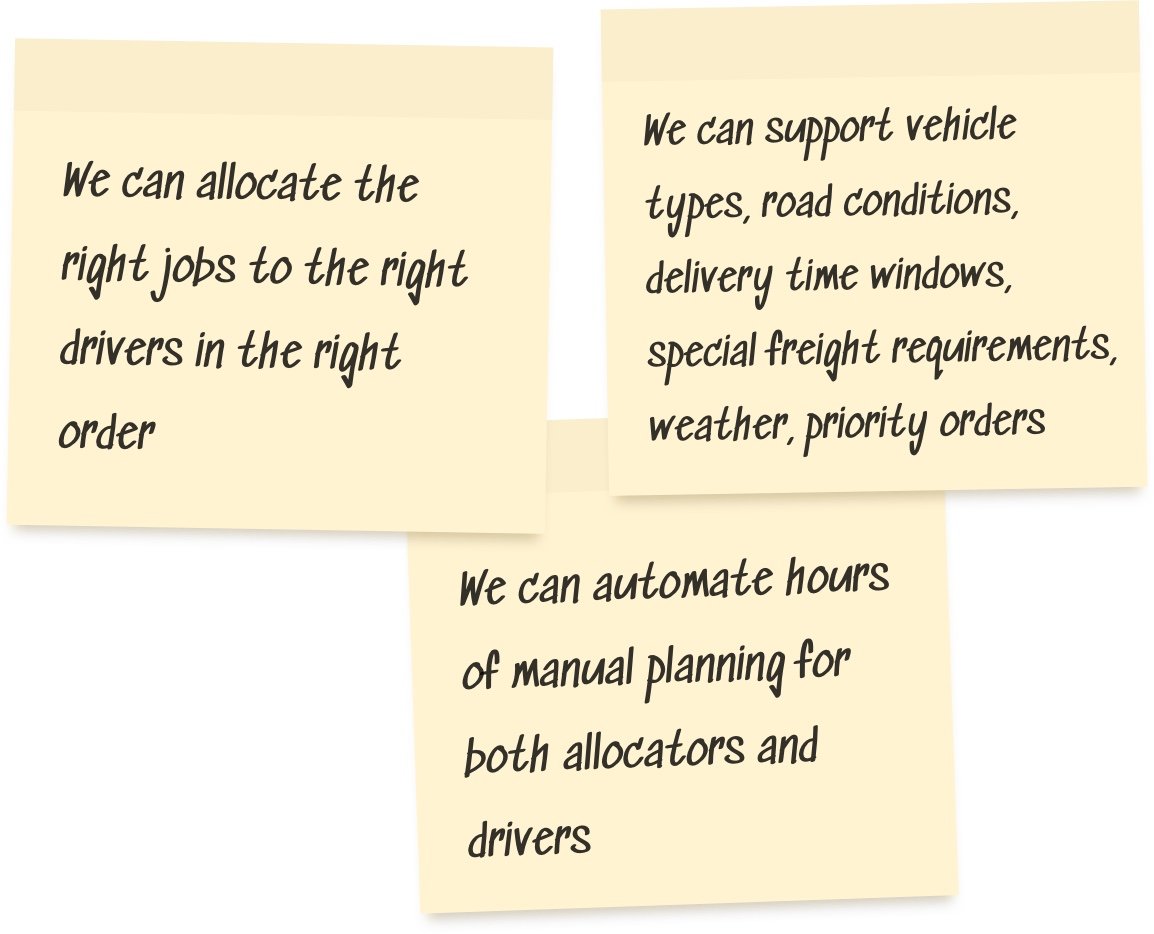 We can allocate the
right jobs to the right
drivers in the right
order
We can support vehicle
types, road conditions,
delivery time windows,
special freight requirements,
weather, priority orders
We can automate hours
of manual planning for
both allocators and
drivers